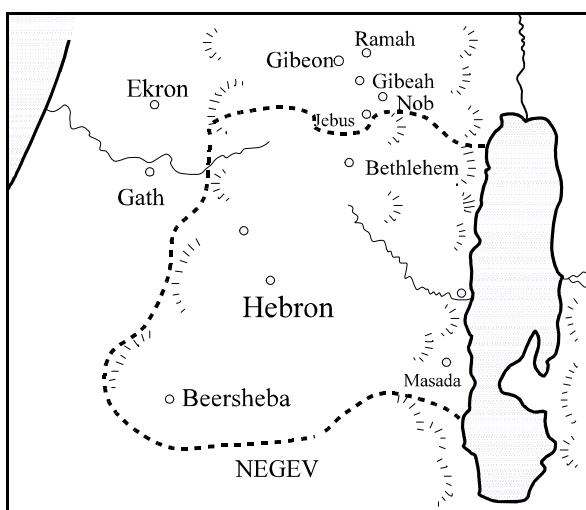 Ramah
Gibeon
Ekron
Gibeah
Nob
Jebus
Bethlehem
Gath
Hebron
Masada
Beersheba
NEGEV